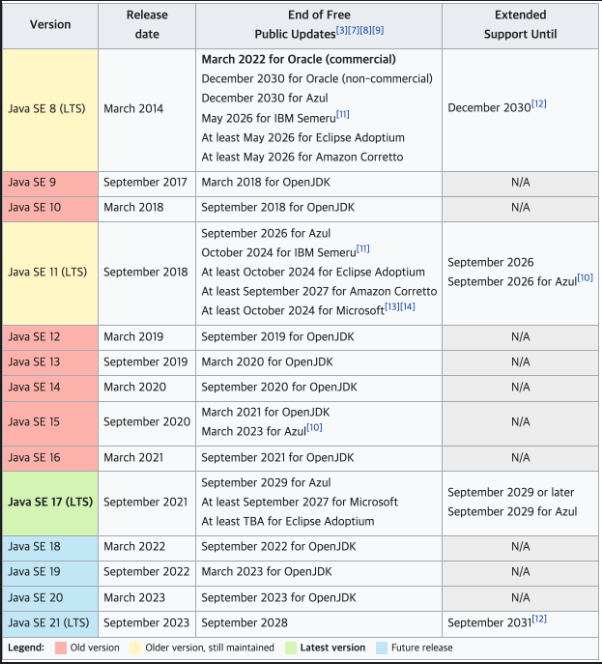 Version Release date End of Free Public Updates[3][7][8][9] Extended Support Until
Java SE 8 (LTS) March 2014 March 2022 for Oracle (commercial)
December 2030 for Oracle (non-commercial)
December 2030 for Azul
May 2026 for IBM Semeru[11]
At least May 2026 for Eclipse Adoptium
At least May 2026 for Amazon Corretto
December 2030[12]
Java SE 9 September 2017 March 2018 for OpenJDK N/A
Java SE 10 March 2018 September 2018 for OpenJDK N/A
Java SE 11 (LTS) September 2018 September 2026 for Azul
October 2024 for IBM Semeru[11]
At least October 2024 for Eclipse Adoptium
At least September 2027 for Amazon Corretto
At least October 2024 for Microsoft[13][14]
September 2026
September 2026 for Azul[10]
Java SE 12 March 2019 September 2019 for OpenJDK N/A
Java SE 13 September 2019 March 2020 for OpenJDK N/A
Java SE 14 March 2020 September 2020 for OpenJDK N/A
Java SE 15 September 2020 March 2021 for OpenJDK
March 2023 for Azul[10]
N/A
Java SE 16 March 2021 September 2021 for OpenJDK N/A
Java SE 17 (LTS) September 2021 September 2029 for Azul
At least September 2027 for Microsoft
At least TBA for Eclipse Adoptium
September 2029 or later
September 2029 for Azul
Java SE 18 March 2022 September 2022 for OpenJDK N/A
Java SE 19 September 2022 March 2023 for OpenJDK N/A
Java SE 20 March 2023 September 2023 for OpenJDK N/A
Java SE 21 (LTS) September 2023 September 2028 September 2031[12]
Legend: Old version Older version, still maintained Latest version Future release